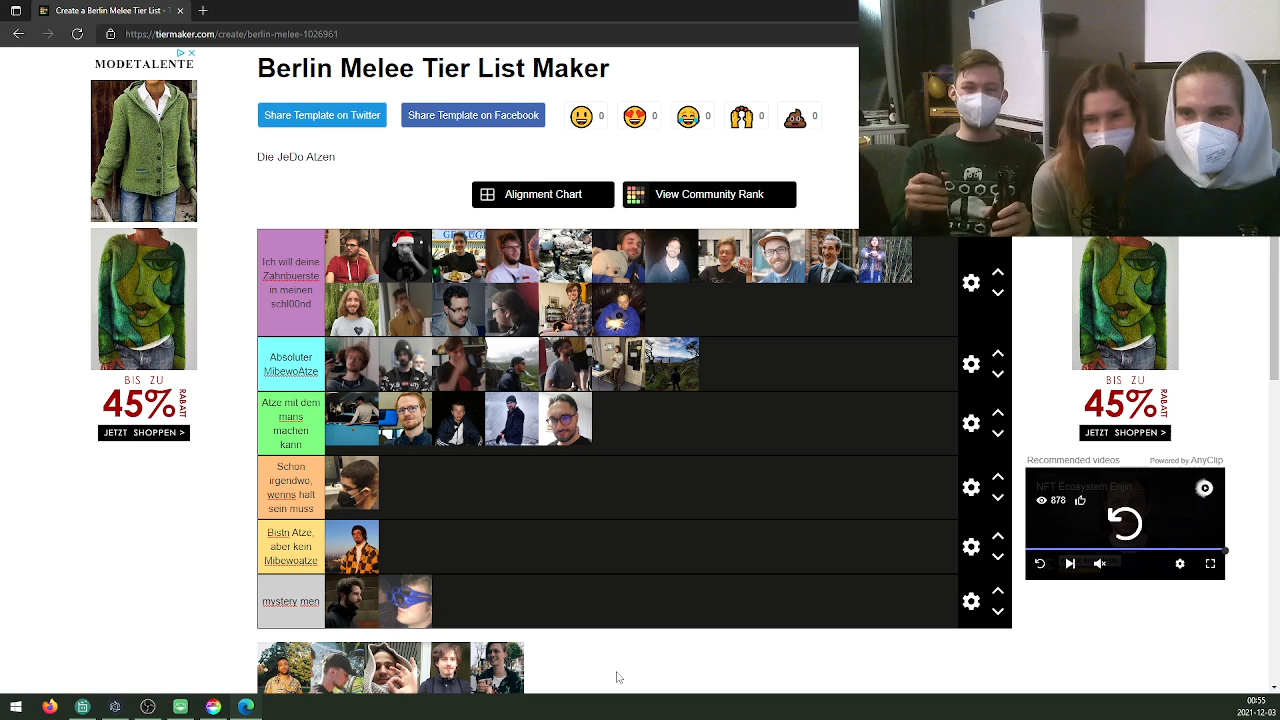 Create a Berlin Melee Tier List -
https://tiermaker.com/create/berlin-melee-1026961
MODETALENTE
Berlin Melee Tier List Maker
Share Template on Twitter
Share Template on Facebook
0
0
0
0
0
Die JeDo Atzen
Alignment Chart
View Community Rank
Ich will deine
Zahnbuerste
in meinen
schl00nd
Absoluter
MibewoAtze
Atze mit dem
mans
machen
kann
Schon
irgendwo,
wenns halt
sein muss
Bistn Atze,
aber kein
Mibewoatze
mystery men
BIS ZU
45%
RABATT
JETZT SHOPPEN >
BIS ZU
45%
RABATT
JETZT SHOPPEN >
Recommended videos
Powered by AnyClip
NFT Ecosystem Enjin
878
00:55
2021-12-03